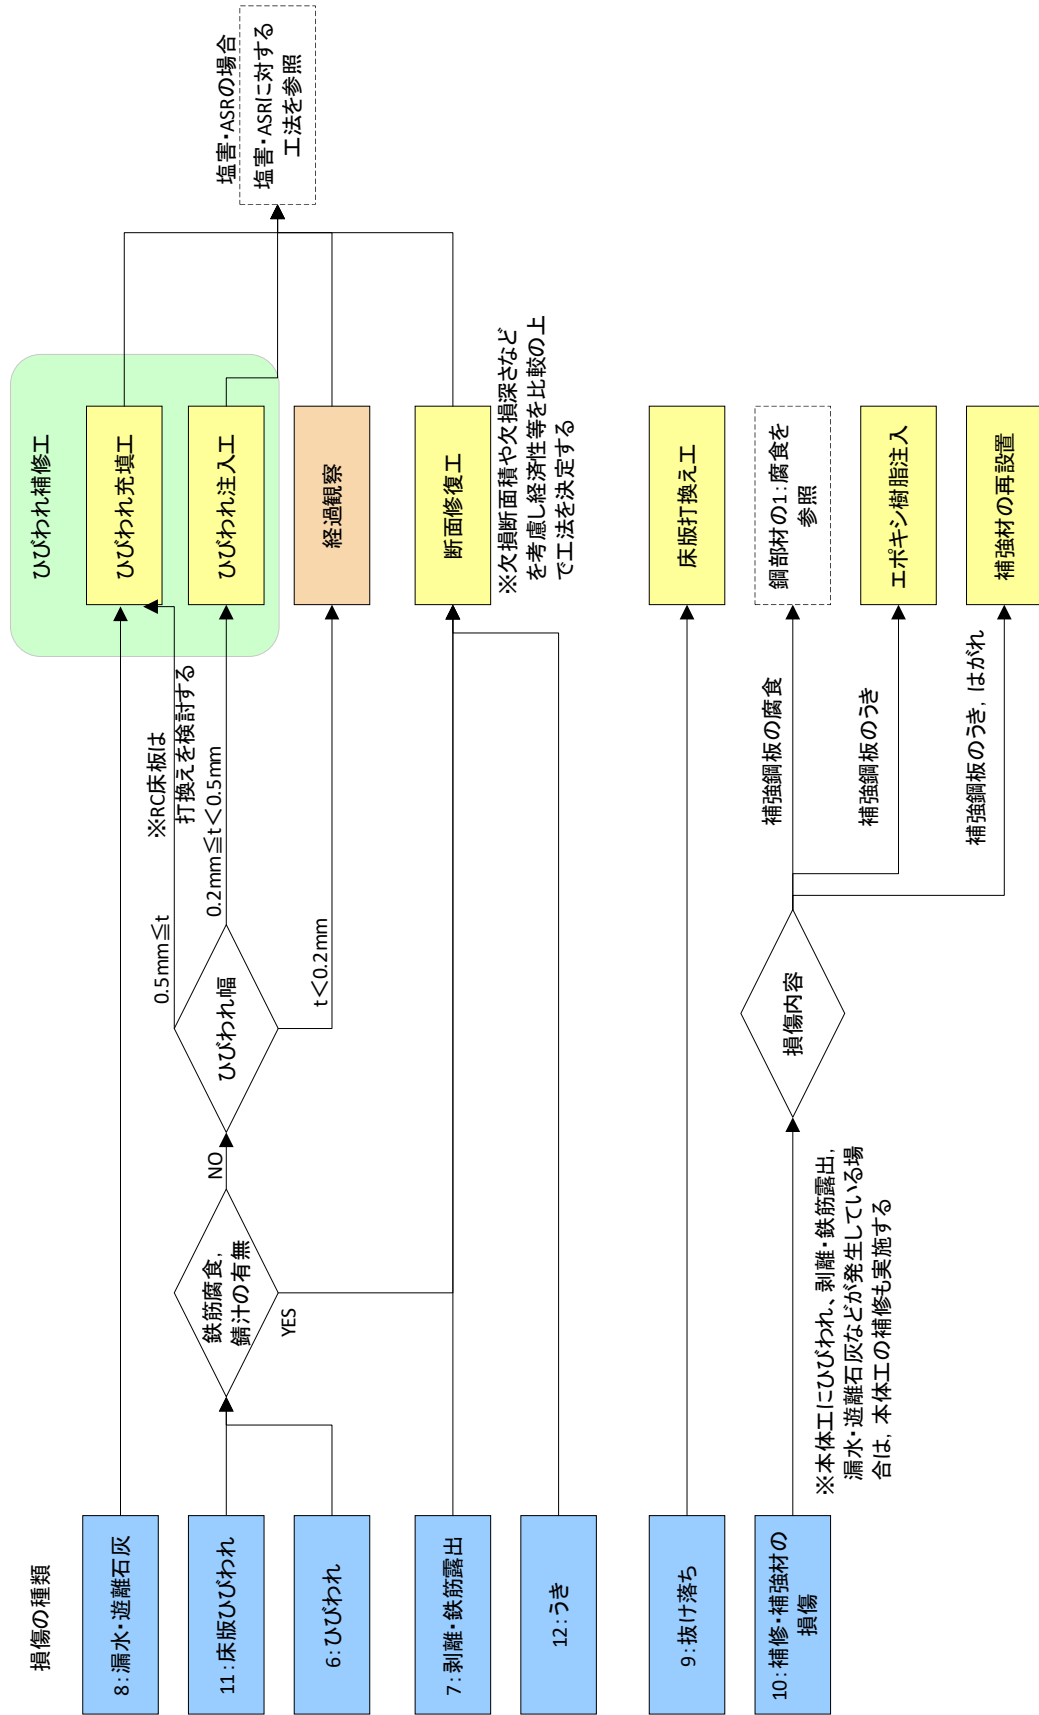 損傷の種類
8：漏水・遊離石灰
11：床版ひびわれ
6：ひびわれ
7：剥離・鉄筋露出
12：うき
9：抜け落ち
10：補修・補強材の
損傷
鉄筋腐食，
錆汁の有無
NO
YES
ひびわれ幅
0.5mm≦t
※RC床板は
打換えを検討する
0.2mm≦t＜0.5mm
t＜0.2mm
ひびわれ補修工
ひびわれ充填工
ひびわれ注入工
経過観察
断面修復工
※欠損断面積や欠損深さなど
を考慮し経済性等を比較の上
で工法を決定する
塩害・ASRの場合
塩害・ASRに対する
工法を参照
床版打換え工
※本体工にひびわれ、剥離・鉄筋露出，
漏水・遊離石灰などが発生している場
合は，本体工の補修も実施する
損傷内容
補強鋼板の腐食
鋼部材の1：腐食を
参照
補強鋼板のうき
エポキシ樹脂注入
補強鋼板のうき，はがれ
補強材の再設置